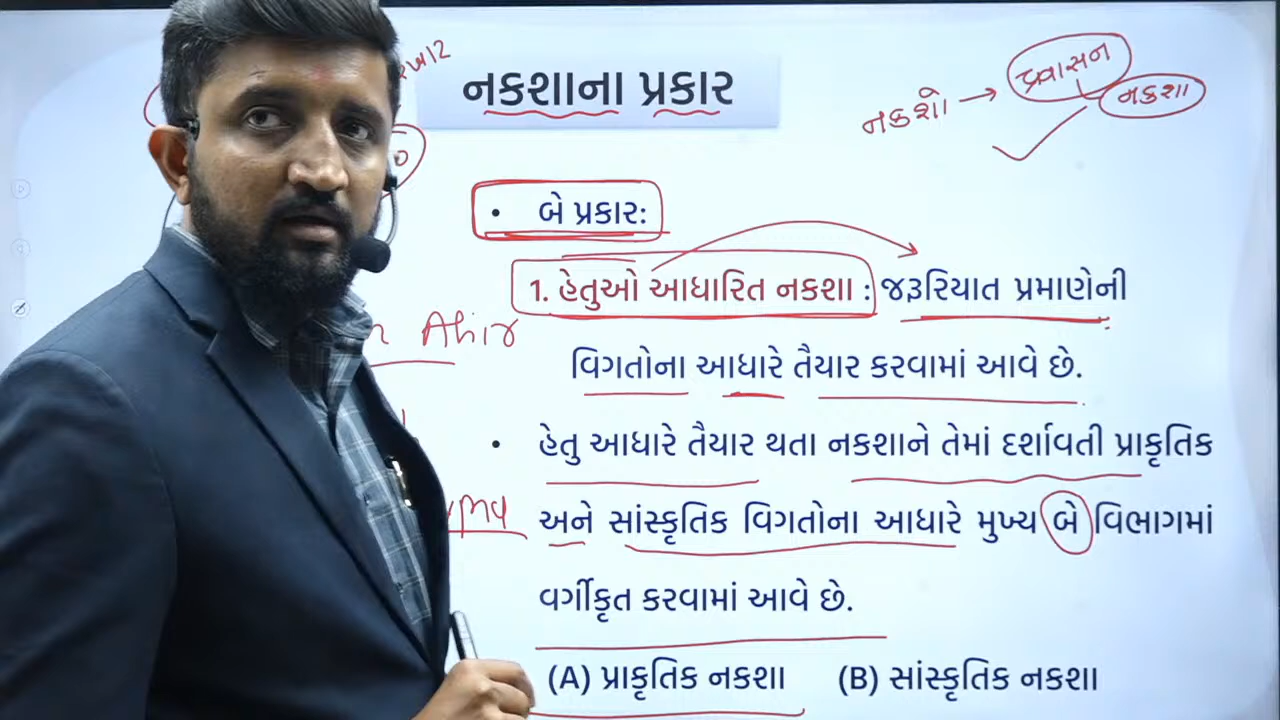 નકશાના પ્રકાર
નકશો → પ્રવાસન
નકશા
• બે પ્રકાર:
1. હેતુઓ આધારિત નકશા : જરૂરિયાત પ્રમાણેની
Ahir
વિગતોના આધારે તૈયાર કરવામાં આવે છે.
• હેતુ આધારે તૈયાર થતા નકશાને તેમાં દર્શાવતી પ્રાકૃતિક
અને સાંસ્કૃતિક વિગતોના આધારે મુખ્ય બે વિભાગમાં
વર્ગીકૃત કરવામાં આવે છે.
(A) પ્રાકૃતિક નકશા (B) સાંસ્કૃતિક નકશા